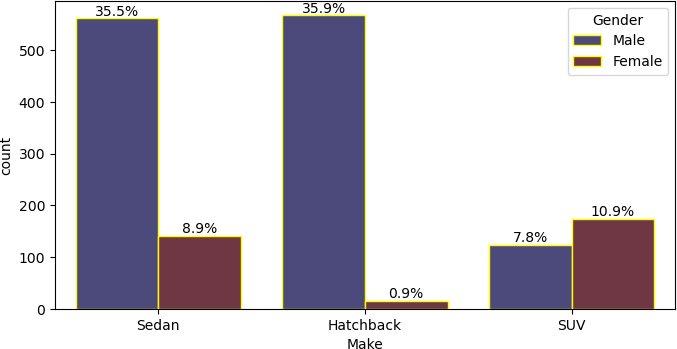 35.5%
35.9%
8.9%
0.9%
7.8%
10.9%
Gender
Male
Female
500
400
300
200
100
0
count
Sedan
Hatchback
SUV
Make